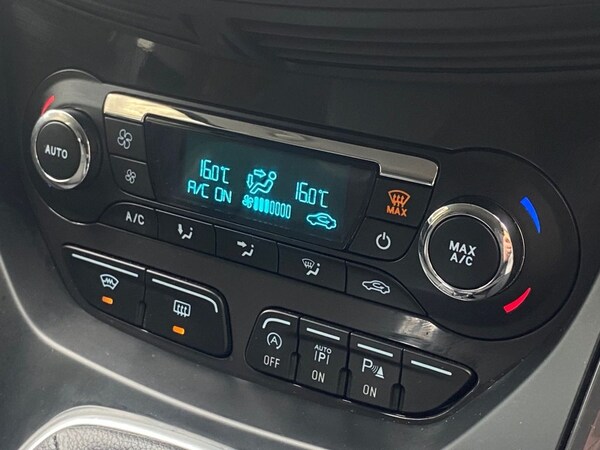 AUTO
16.0°C
16.0°C
A/C ON
MAX
A/C
MAX
A/C
A
OFF
AUTO
P
ON
P
ON